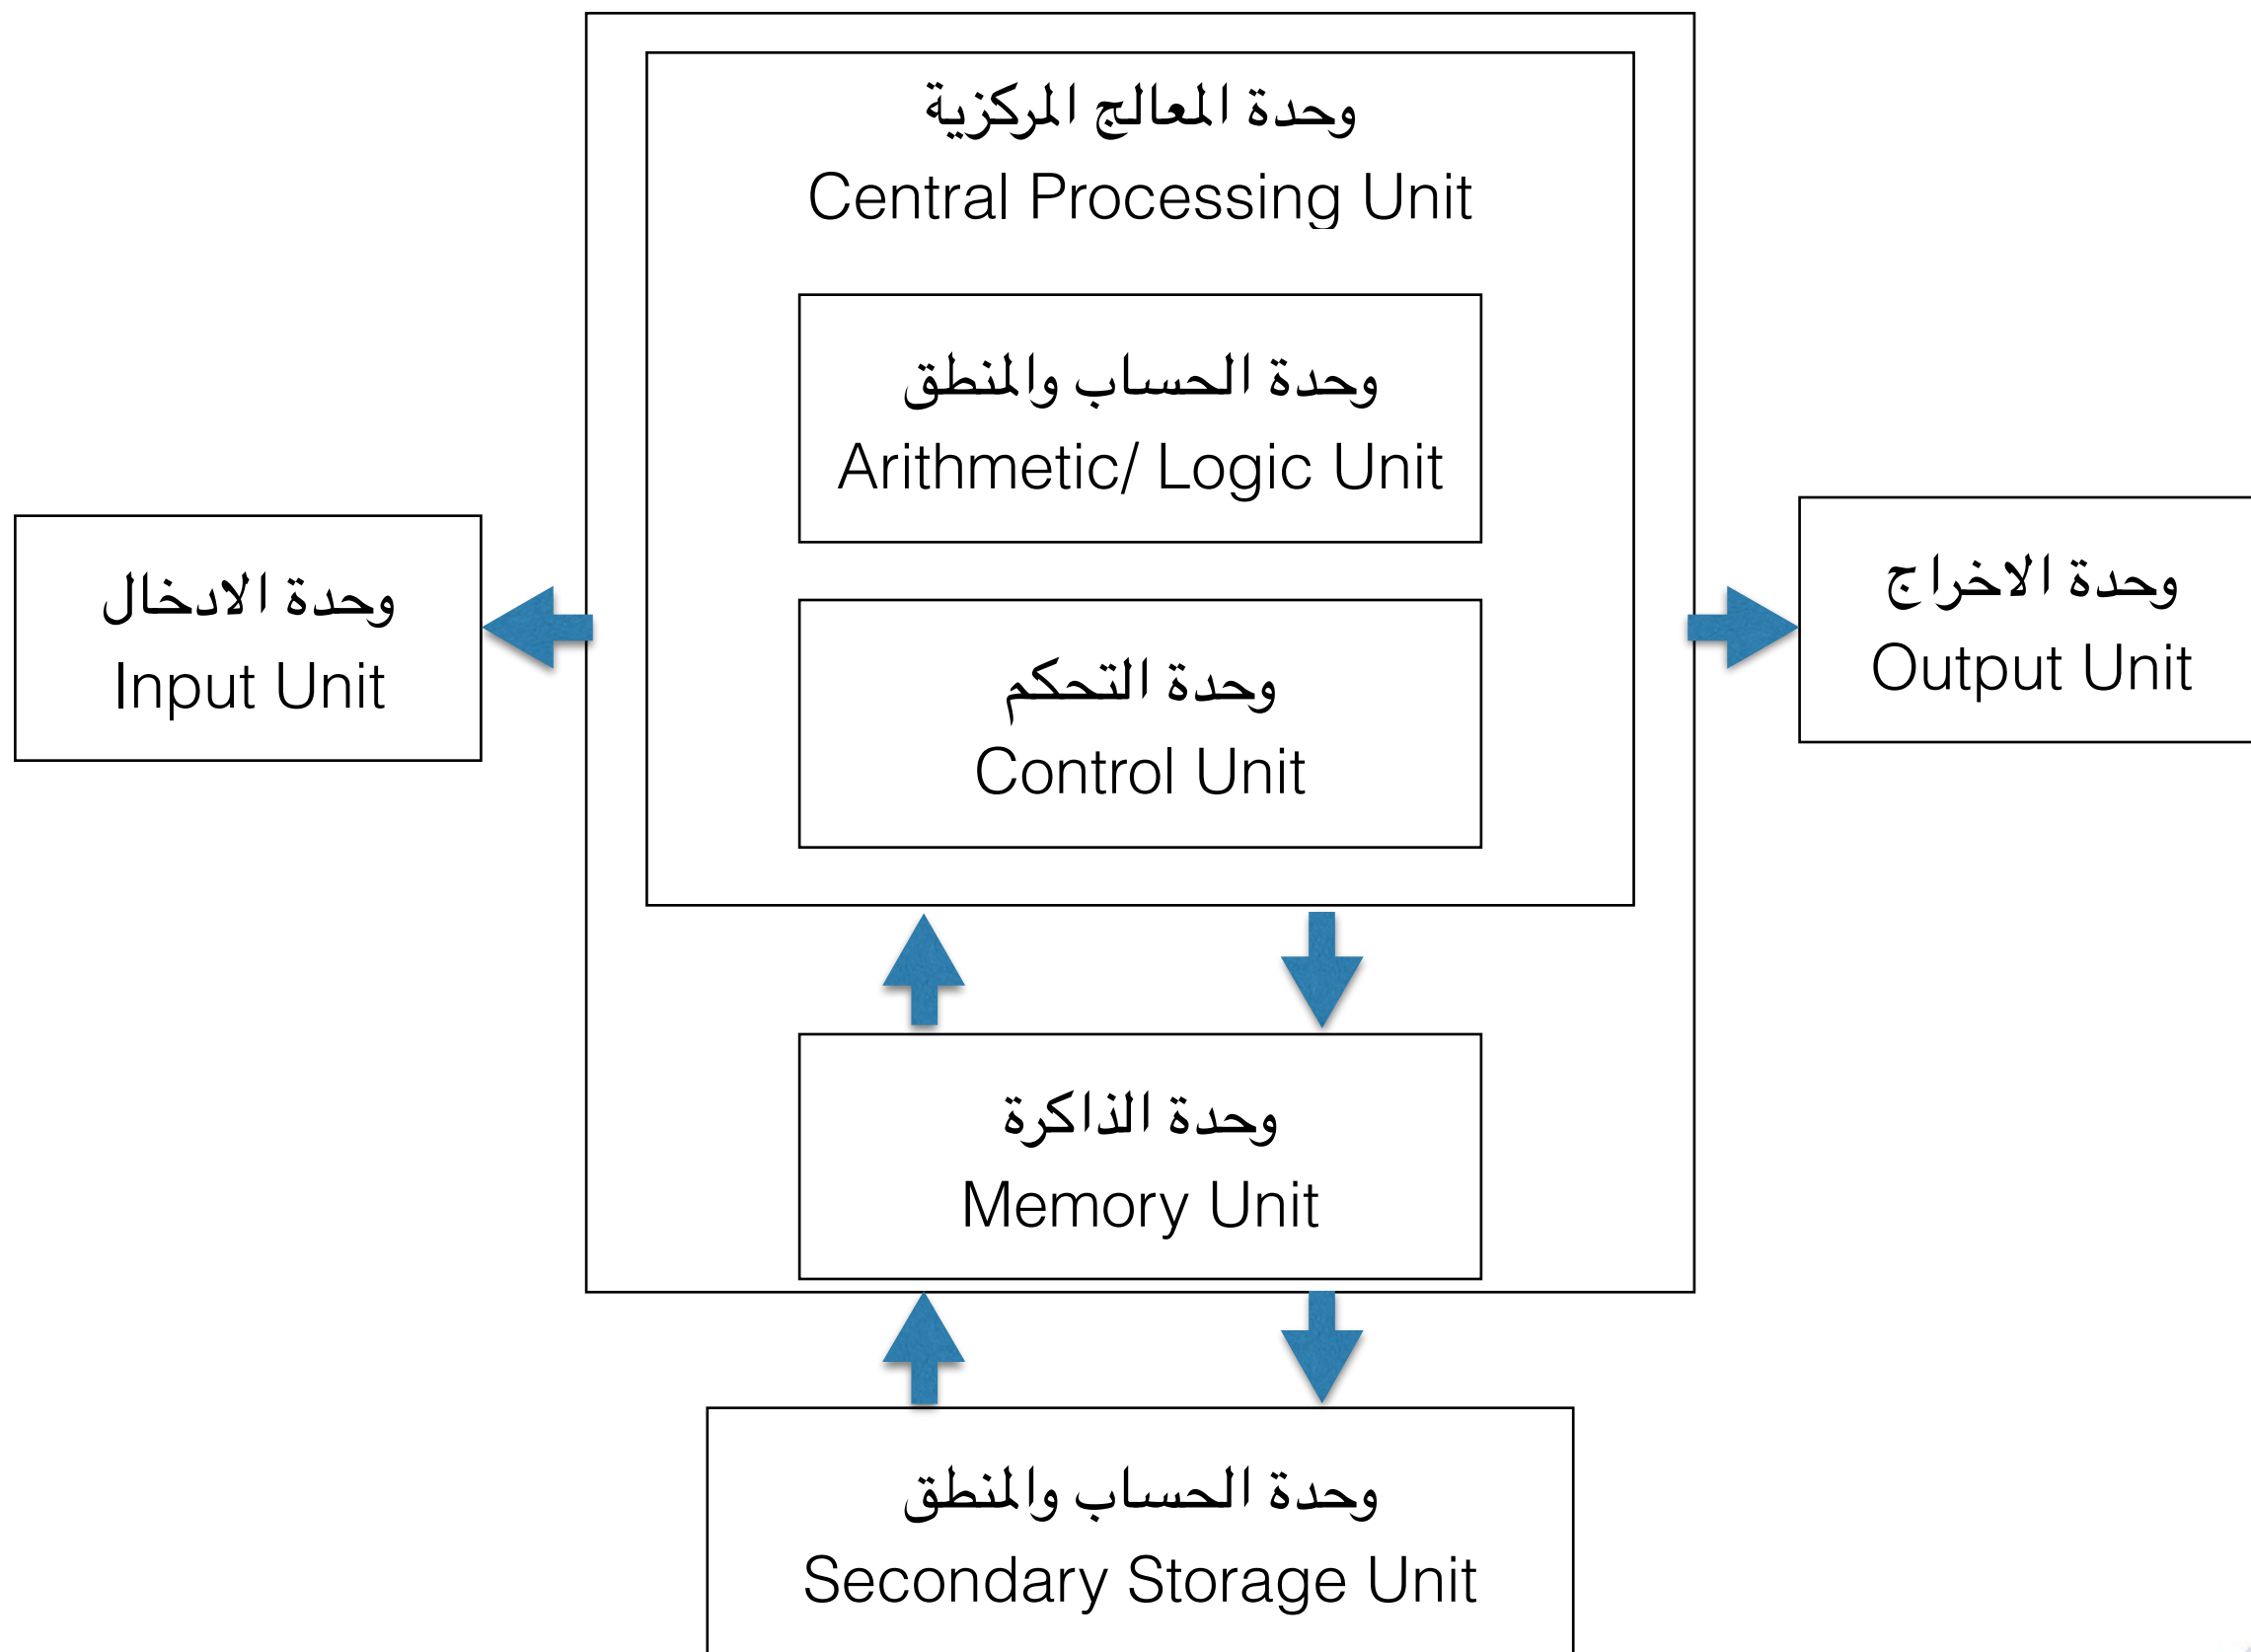 وحدة المعالج المركزية
Central Processing Unit
وحدة الحساب والمنطق
Arithmetic/ Logic Unit
وحدة الادخال
Input Unit
وحدة الاخراج
Output Unit
وحدة التحكم
Control Unit
وحدة الذاكرة
Memory Unit
وحدة الحساب والمنطق
Secondary Storage Unit